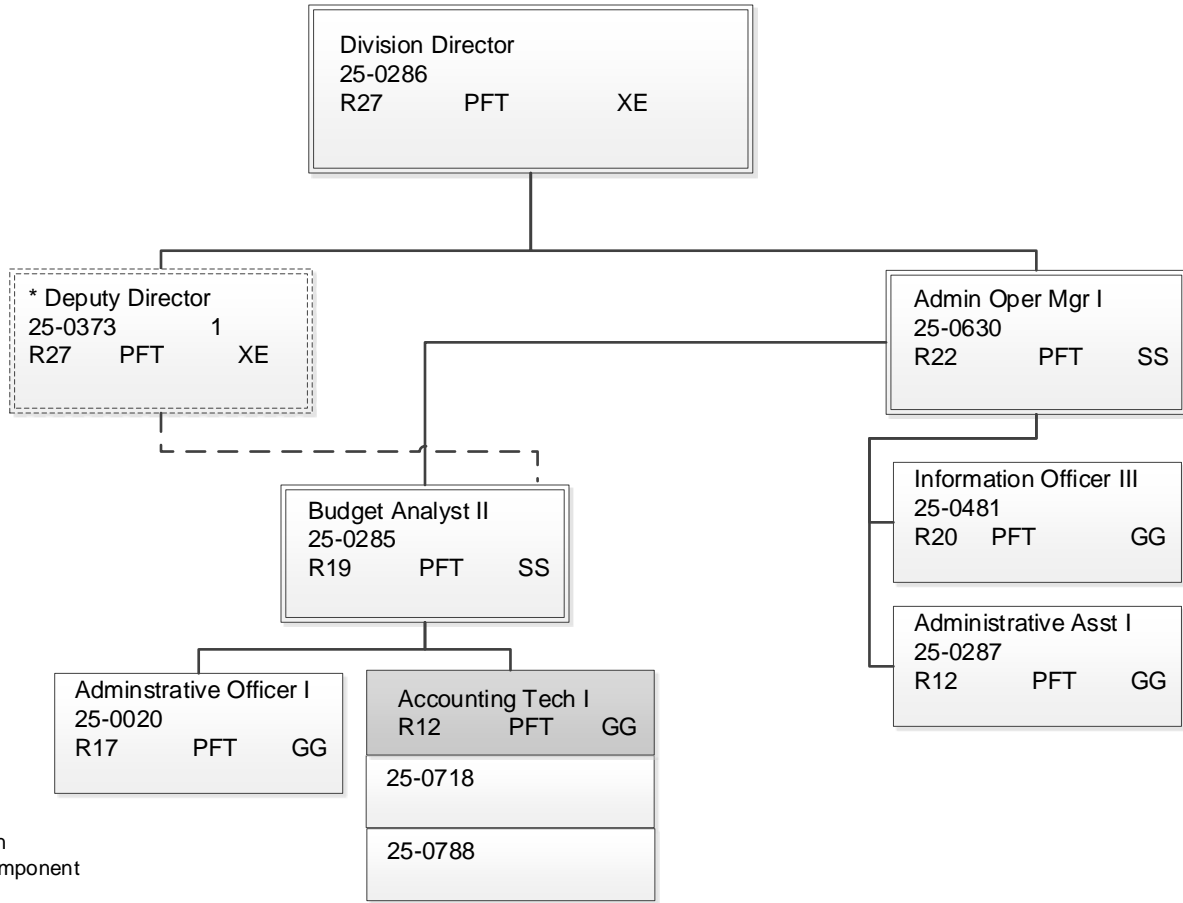 Division Director
25-0286
R27 PFT XE
* Deputy Director
25-0373 1
R27 PFT XE
Admin Oper Mgr I
25-0630
R22 PFT SS
Budget Analyst II
25-0285
R19 PFT SS
Information Officer III
25-0481
R20 PFT GG
Administrative Asst I
25-0287
R12 PFT GG
Adminstrative Officer I
25-0020
R17 PFT GG
Accounting Tech I
R12 PFT GG
25-0718
25-0788